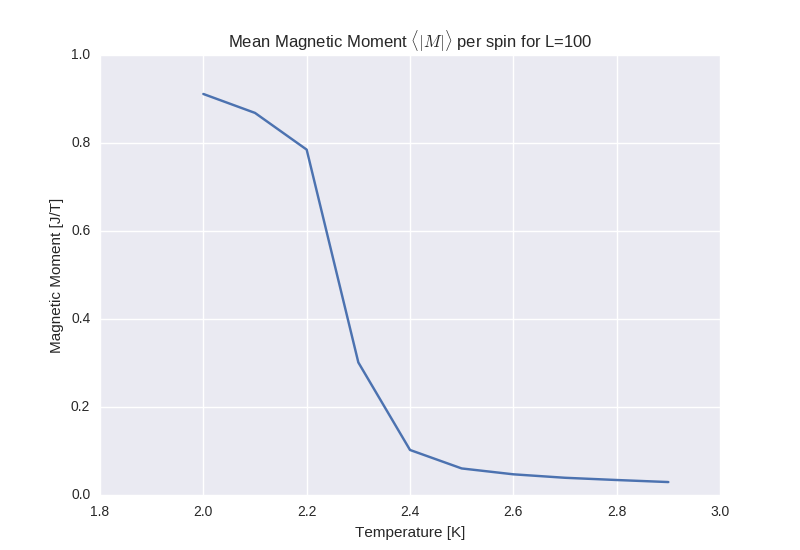 Mean Magnetic Moment ⟨|M|⟩ per spin for L=100
1.0
0.8
0.6
0.4
0.2
0.0
Magnetic Moment [J/T]
1.8 2.0 2.2 2.4 2.6 2.8 3.0
Temperature [K]